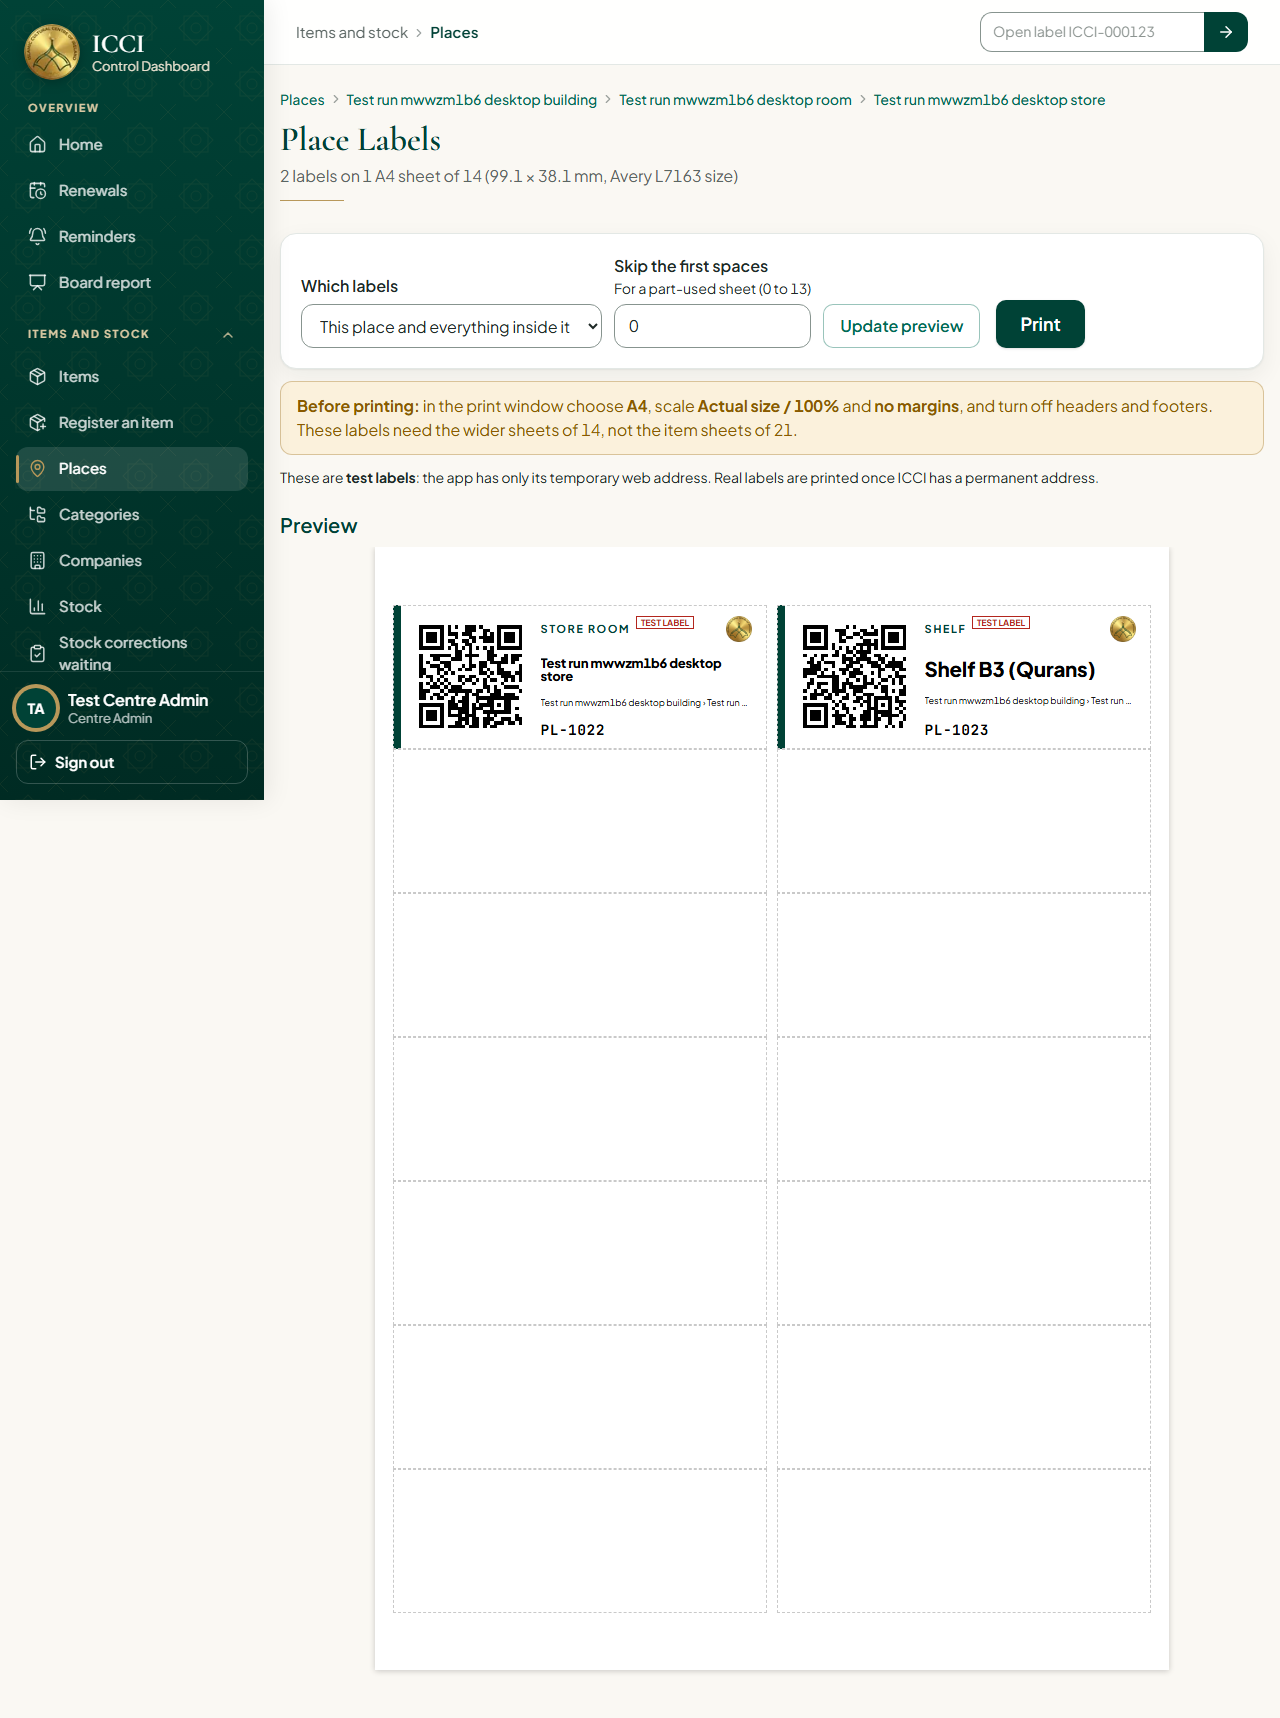 ICCI
Control Dashboard
OVERVIEW
Home
Renewals
Reminders
Board report
ITEMS AND STOCK
Items
Register an item
Places
Categories
Companies
Stock
Stock corrections
waiting
TA
Test Centre Admin
Centre Admin
Sign out
Items and stock › Places
Open label ICCI-000123
Places › Test run mwwzm1b6 desktop building › Test run mwwzm1b6 desktop room › Test run mwwzm1b6 desktop store
Place Labels
2 labels on 1 A4 sheet of 14 (99.1 × 38.1 mm, Avery L7163 size)
Which labels
This place and everything inside it
Skip the first spaces
For a part-used sheet (0 to 13)
0
Update preview
Print
Before printing: in the print window choose A4, scale Actual size / 100% and no margins, and turn off headers and footers.
These labels need the wider sheets of 14, not the item sheets of 21.
These are test labels: the app has only its temporary web address. Real labels are printed once ICCI has a permanent address.
Preview
STORE ROOM TEST LABEL
Test run mwwzm1b6 desktop
store
Test run mwwzm1b6 desktop building › Test run ...
PL-1022
SHELF TEST LABEL
Shelf B3 (Qurans)
Test run mwwzm1b6 desktop building › Test run ...
PL-1023